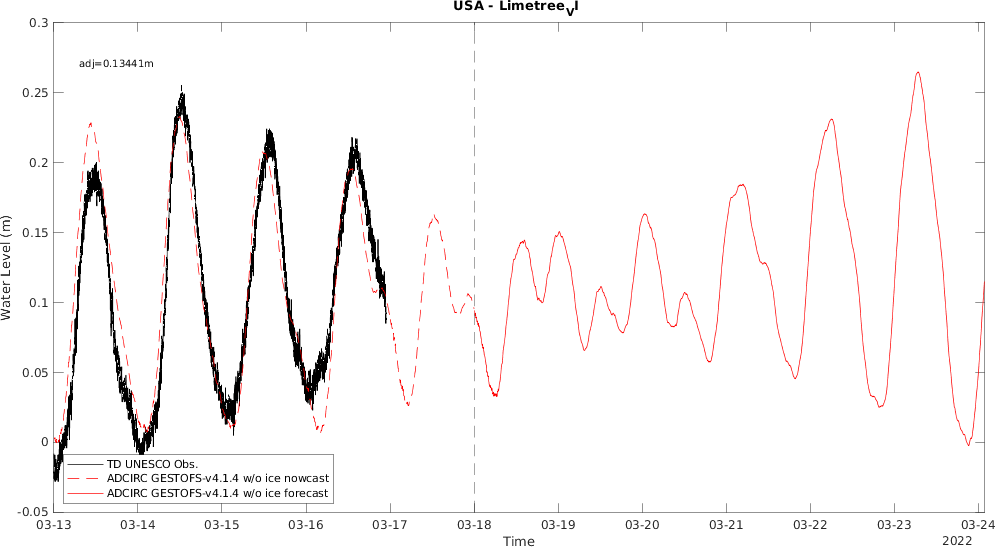 USA - LimetreeVI
adj=0.13441m
Water Level (m)
0.3
0.25
0.2
0.15
0.1
0.05
0
-0.05
TD UNESCO Obs.
ADCIRC GESTOFS-v4.1.4 w/o ice nowcast
ADCIRC GESTOFS-v4.1.4 w/o ice forecast
03-13 03-14 03-15 03-16 03-17 03-18 03-19 03-20 03-21 03-22 03-23 03-24
Time
2022